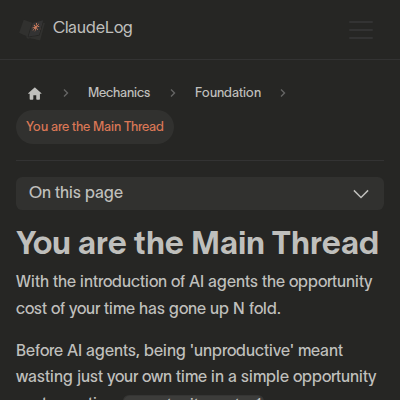 ClaudeLog
Mechanics
Foundation
You are the Main Thread
On this page
You are the Main Thread
With the introduction of AI agents the opportunity
cost of your time has gone up N fold.
Before AI agents, being 'unproductive' meant
wasting just your own time in a simple opportunity